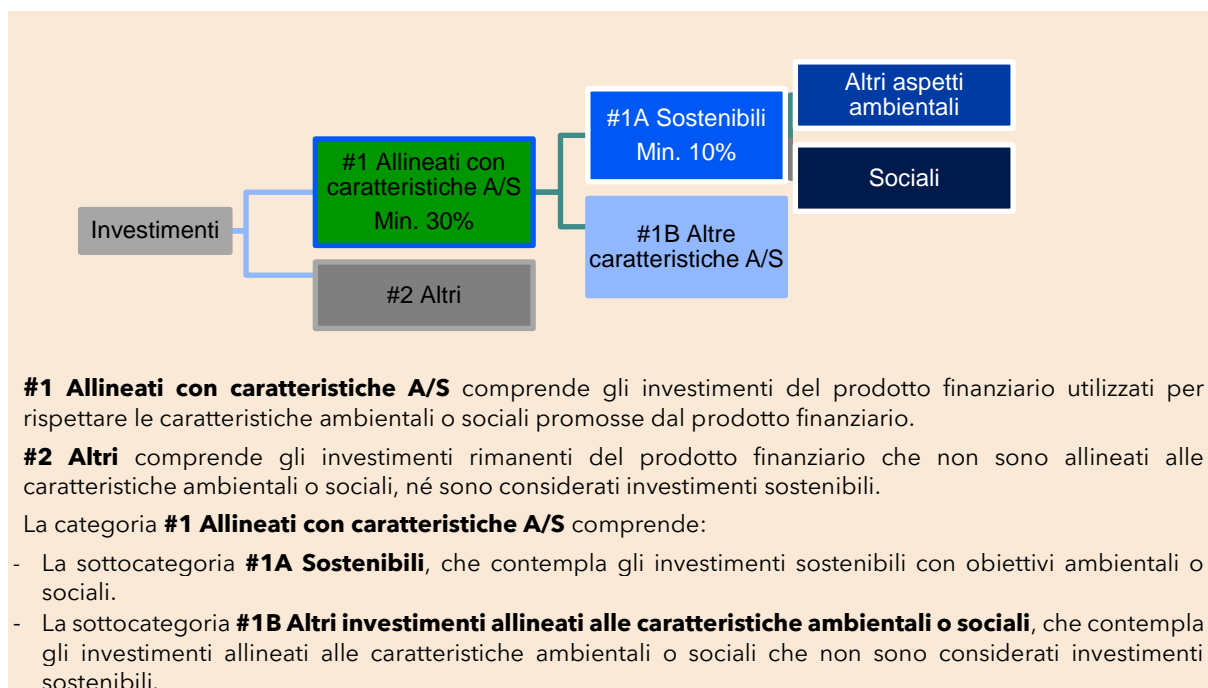 Investimenti
#1 Allineati con
caratteristiche A/S
Min. 30%
#2 Altri
#1A Sostenibili
Min. 10%
#1B Altre
caratteristiche A/S
Altri aspetti
ambientali
Sociali
#1 Allineati con caratteristiche A/S comprende gli investimenti del prodotto finanziario utilizzati per
rispettare le caratteristiche ambientali o sociali promosse dal prodotto finanziario.
#2 Altri comprende gli investimenti rimanenti del prodotto finanziario che non sono allineati alle
caratteristiche ambientali o sociali, né sono considerati investimenti sostenibili.
La categoria #1 Allineati con caratteristiche A/S comprende:
- La sottocategoria #1A Sostenibili, che contempla gli investimenti sostenibili con obiettivi ambientali o
sociali.
- La sottocategoria #1B Altri investimenti allineati alle caratteristiche ambientali o sociali, che contempla
gli investimenti allineati alle caratteristiche ambientali o sociali che non sono considerati investimenti
sostenibili.